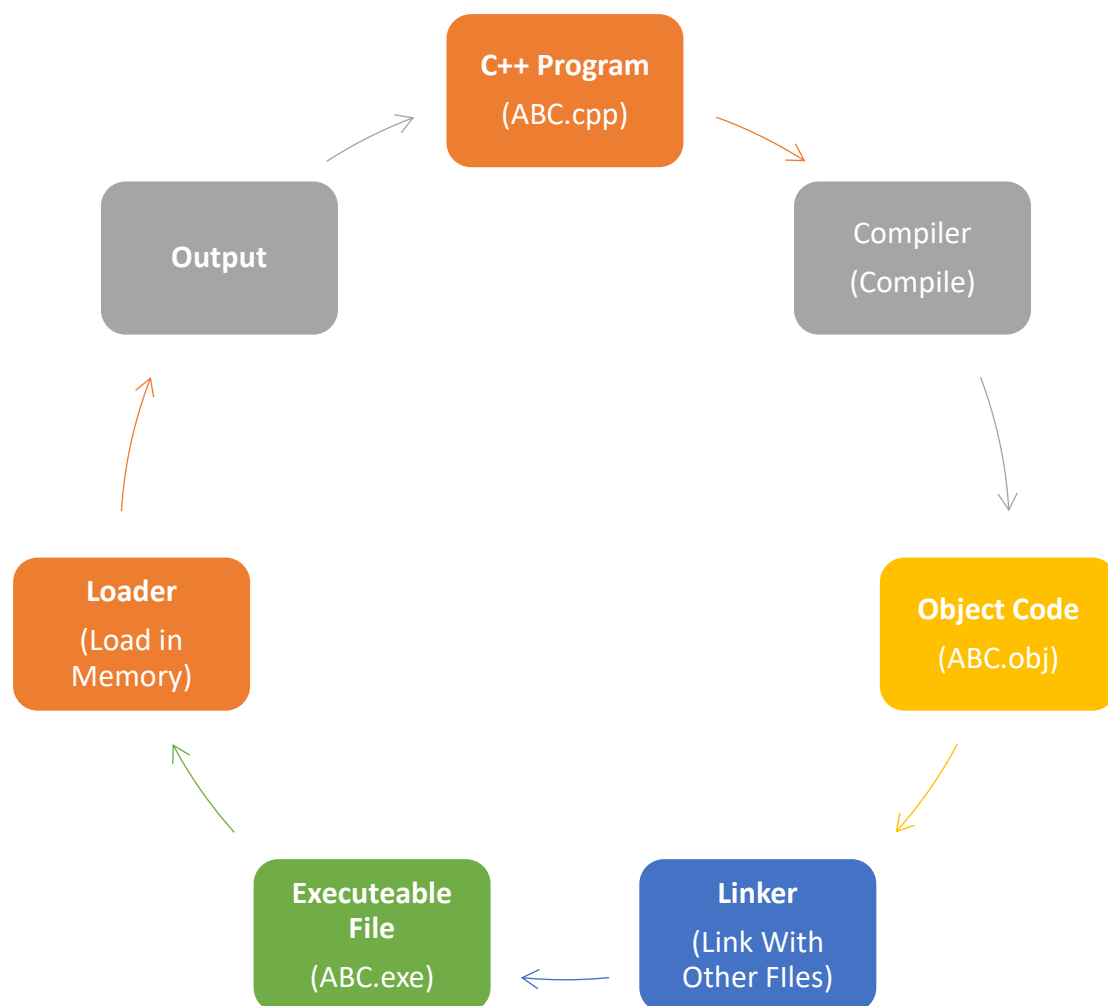 C++ Program
(ABC.cpp)
Compiler
(Compile)
Object Code
(ABC.obj)
Linker
(Link With
Other FIles)
Executeable
File
(ABC.exe)
Loader
(Load in
Memory)
Output